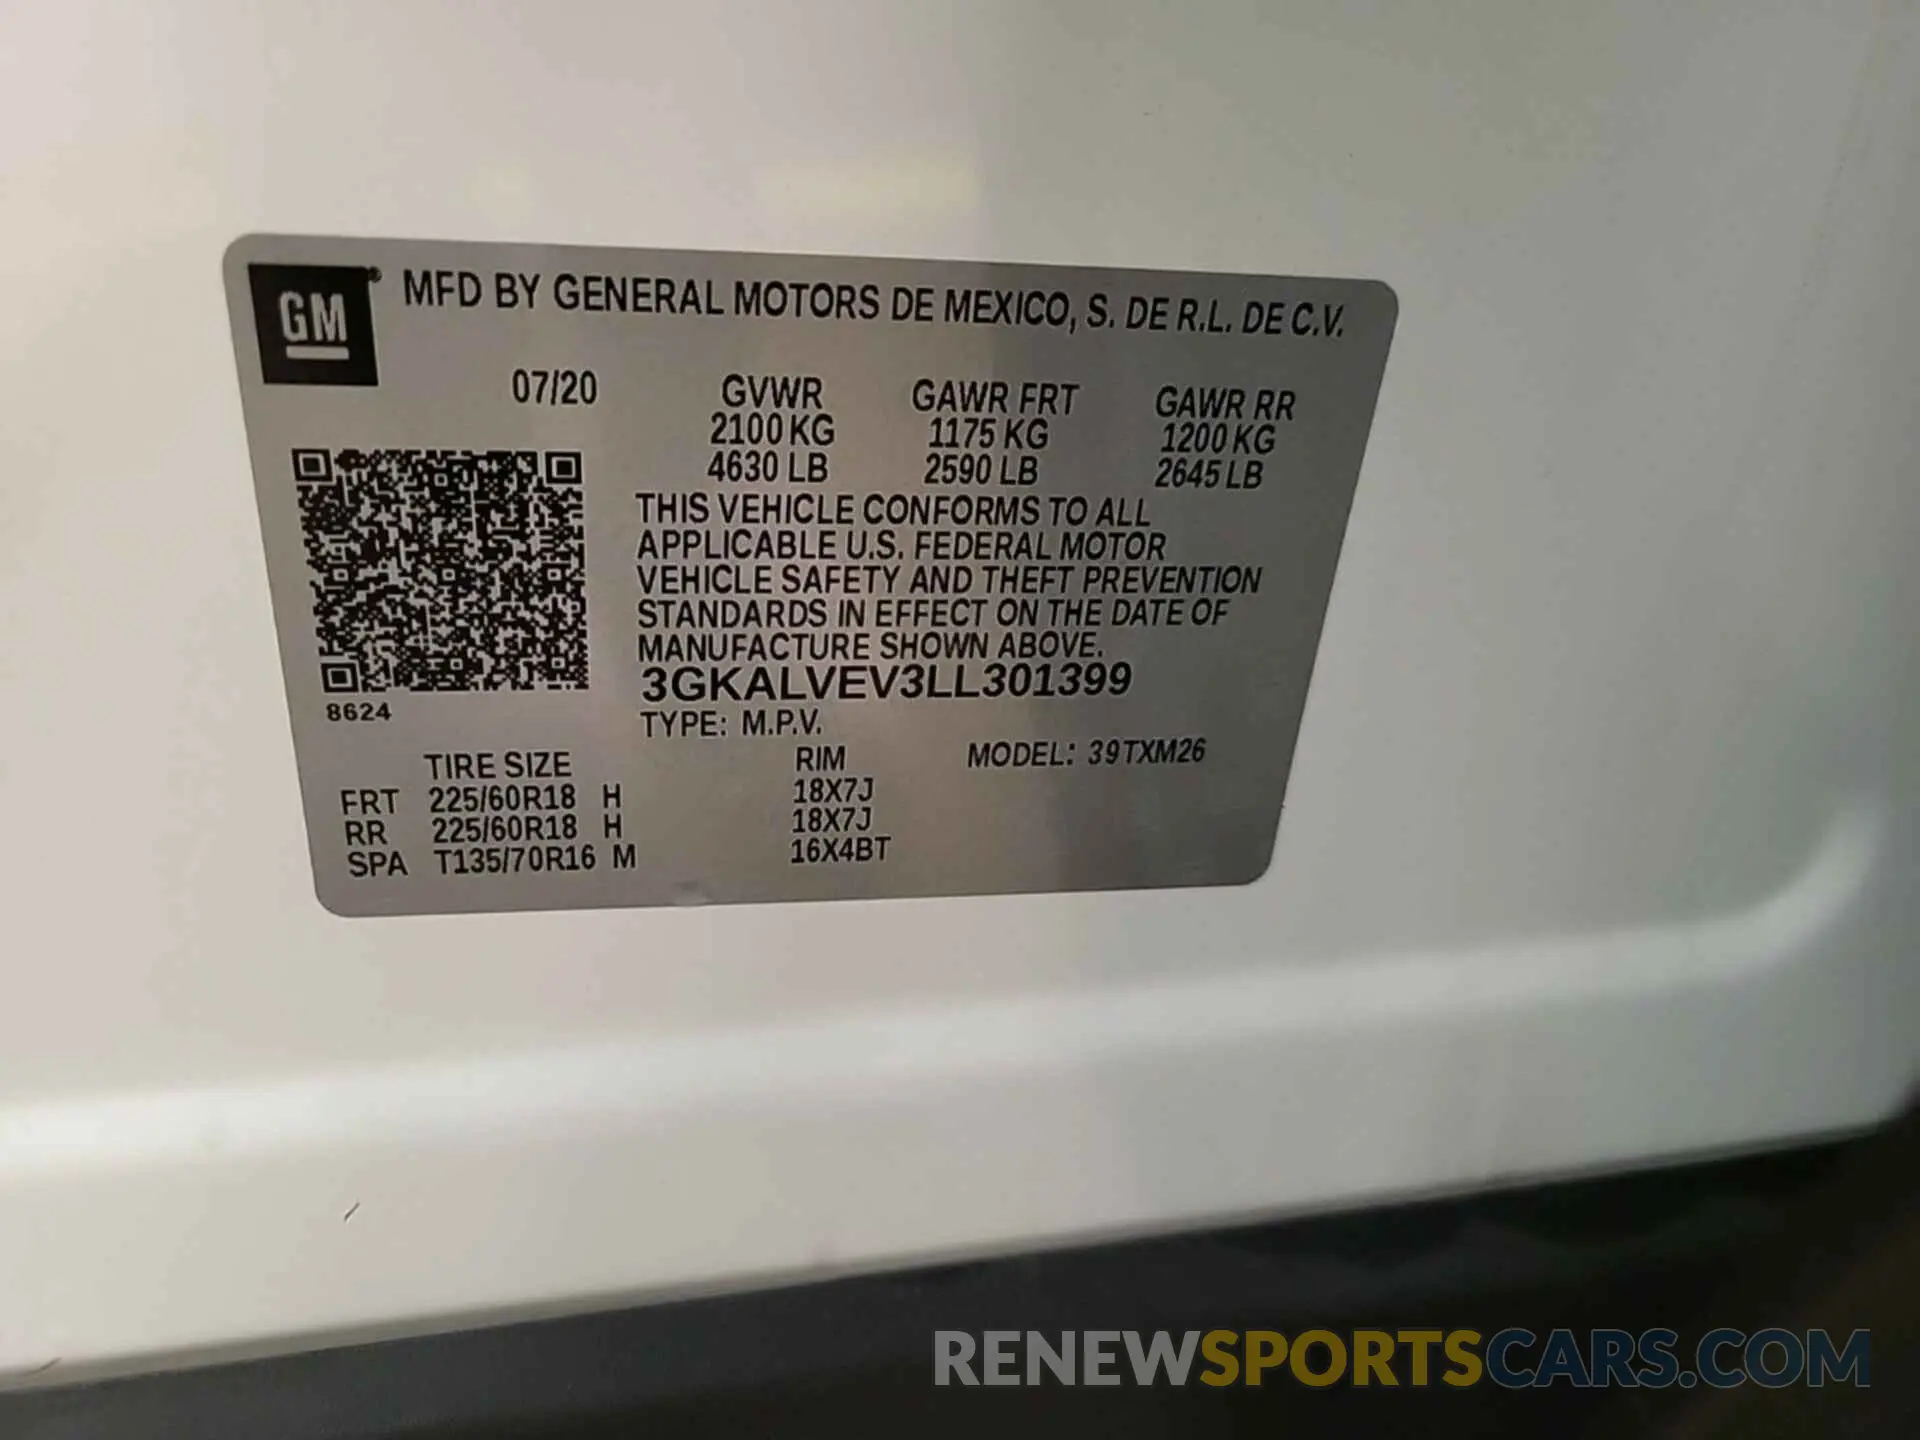 GM® MFD BY GENERAL MOTORS DE MEXICO, S. DE R.L. DE C.V.
07/20 GVWR GAWR FRT GAWR RR
2100 KG 1175 KG 1200 KG
4630 LB 2590 LB 2645 LB
THIS VEHICLE CONFORMS TO ALL
APPLICABLE U.S. FEDERAL MOTOR
VEHICLE SAFETY AND THEFT PREVENTION
STANDARDS IN EFFECT ON THE DATE OF
MANUFACTURE SHOWN ABOVE.
3GKALVEV3LL301399
8624
TYPE: M.P.V.
TIRE SIZE RIM MODEL: 39TXM26
FRT 225/60R18 H 18X7J
RR 225/60R18 H 18X7J
SPA T135/70R16 M 16X4BT
RENEWSPORTSCARS.COM